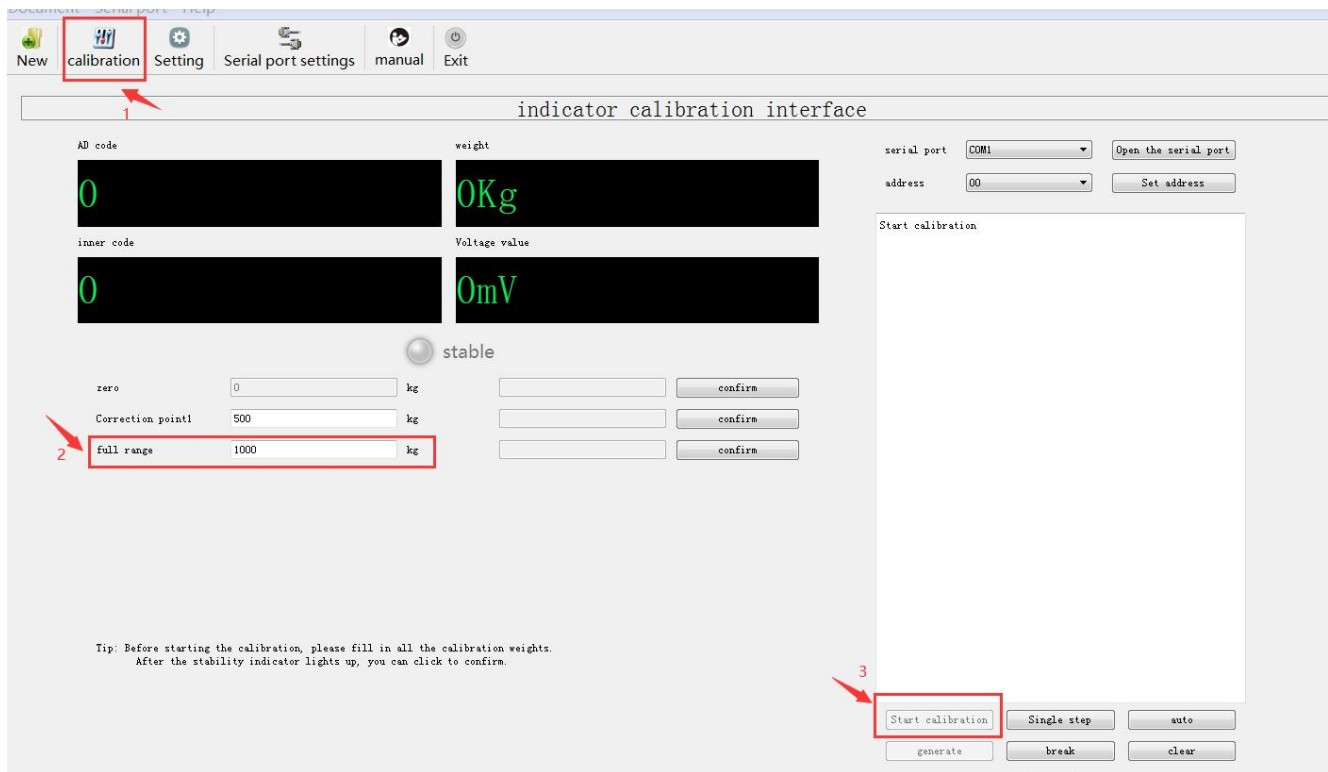 Document Serial port Help
New calibration Setting Serial port settings manual Exit
1
indicator calibration interface
AD code
weight
0
0Kg
inner code
Voltage value
0
0mV
stable
zero 0 kg confirm
Correction point1 500 kg confirm
2
full range 1000 kg confirm
Tip: Before starting the calibration, please fill in all the calibration weights.
After the stability indicator lights up, you can click to confirm.
serial port COM1 Open the serial port
address 00 Set address
Start calibration
3
Start calibration Single step auto
generate break clear